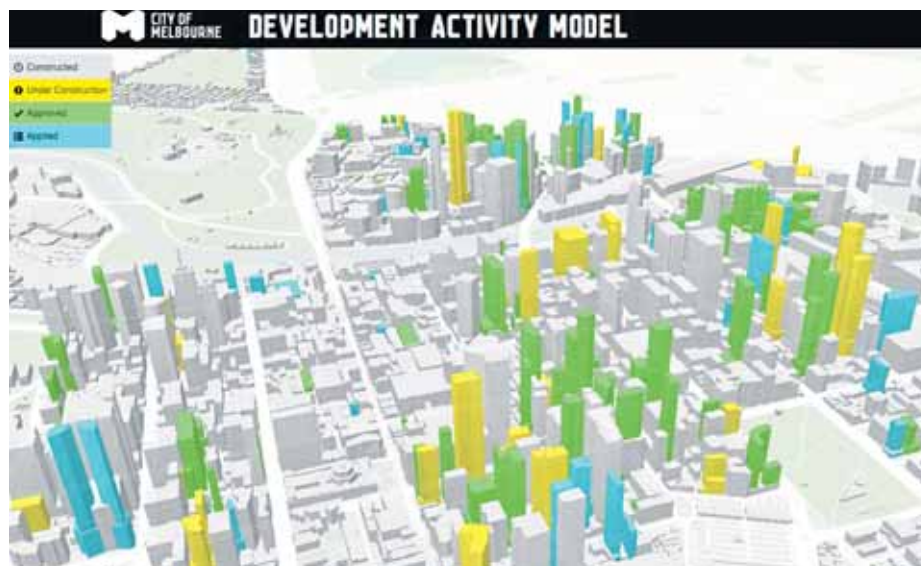 CITY OF
MELBOURNE
DEVELOPMENT ACTIVITY MODEL
Constructed
Under Construction
Approved
Applied